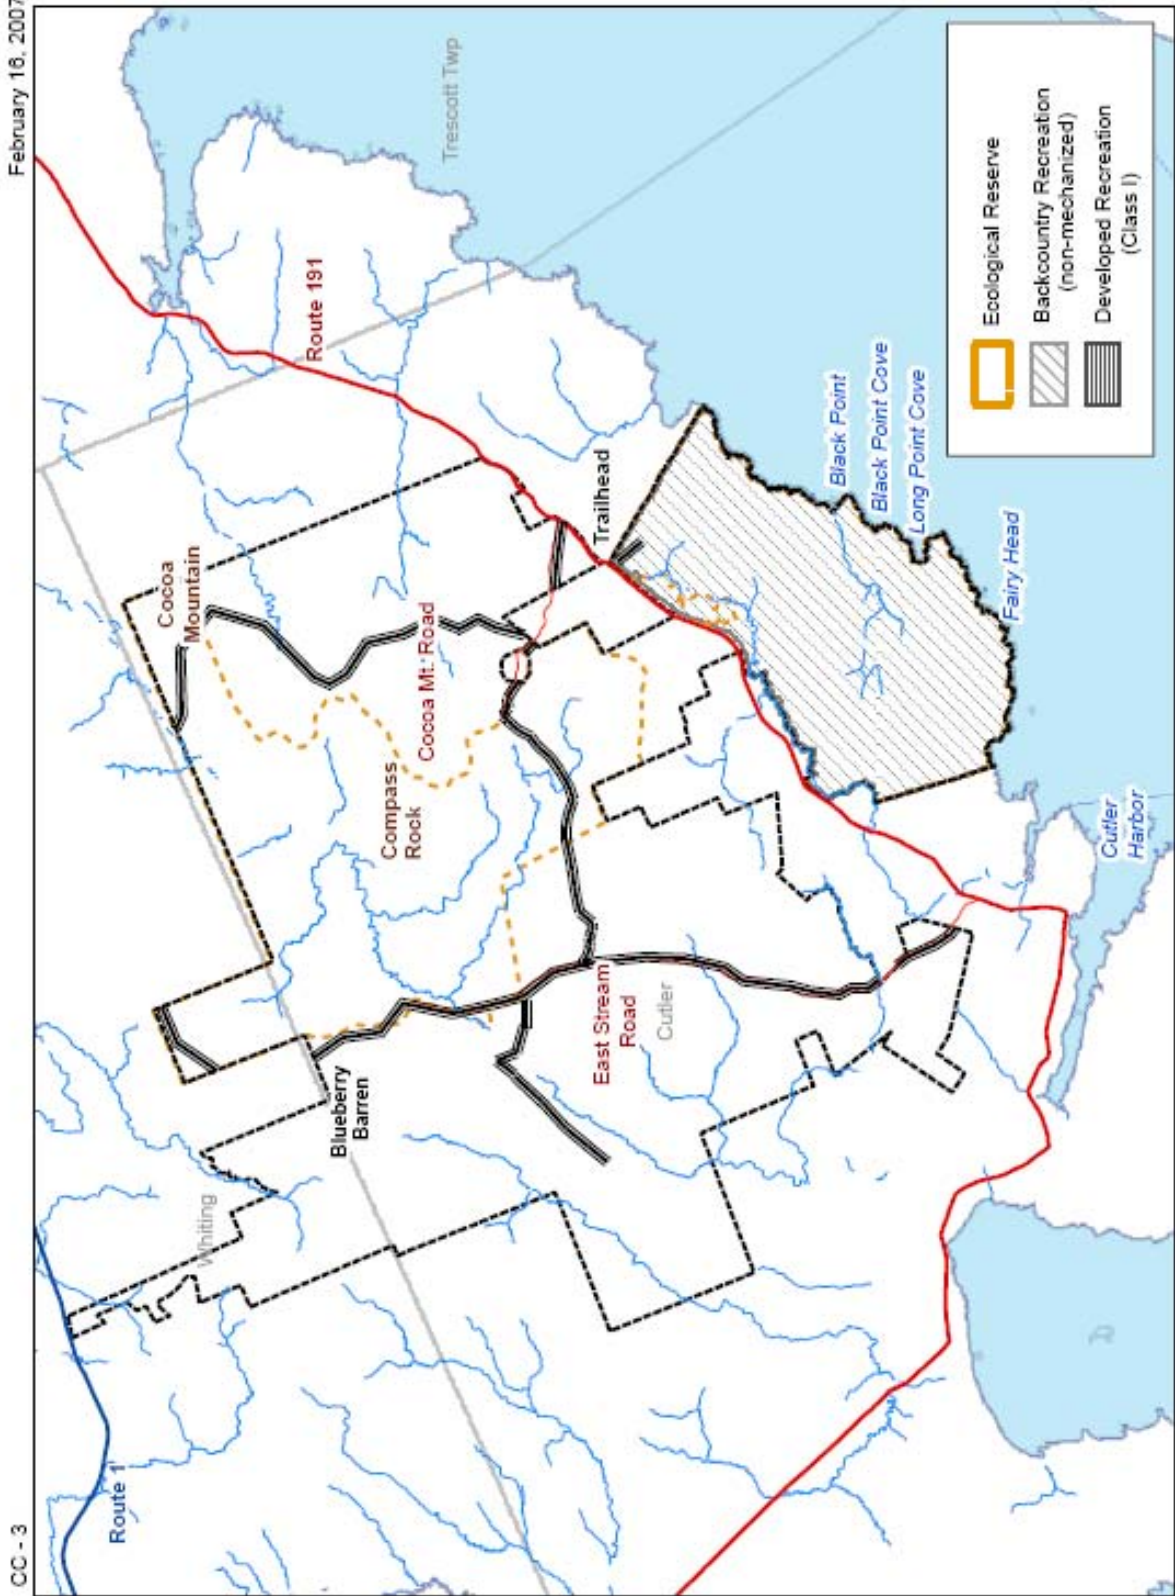 CC - 3
February 16, 2007
Route 1
Whiting
Blueberry
Barren
Cocoa
Mountain
Route 191
Trescott Twp
Compass
Rock
Cocoa Mt. Road
East Stream
Road
Cutler
Trailhead
Black Point
Black Point Cove
Long Point Cove
Fairy Head
Cutler
Harbor
Ecological Reserve
Backcountry Recreation
(non-mechanized)
Developed Recreation
(Class I)